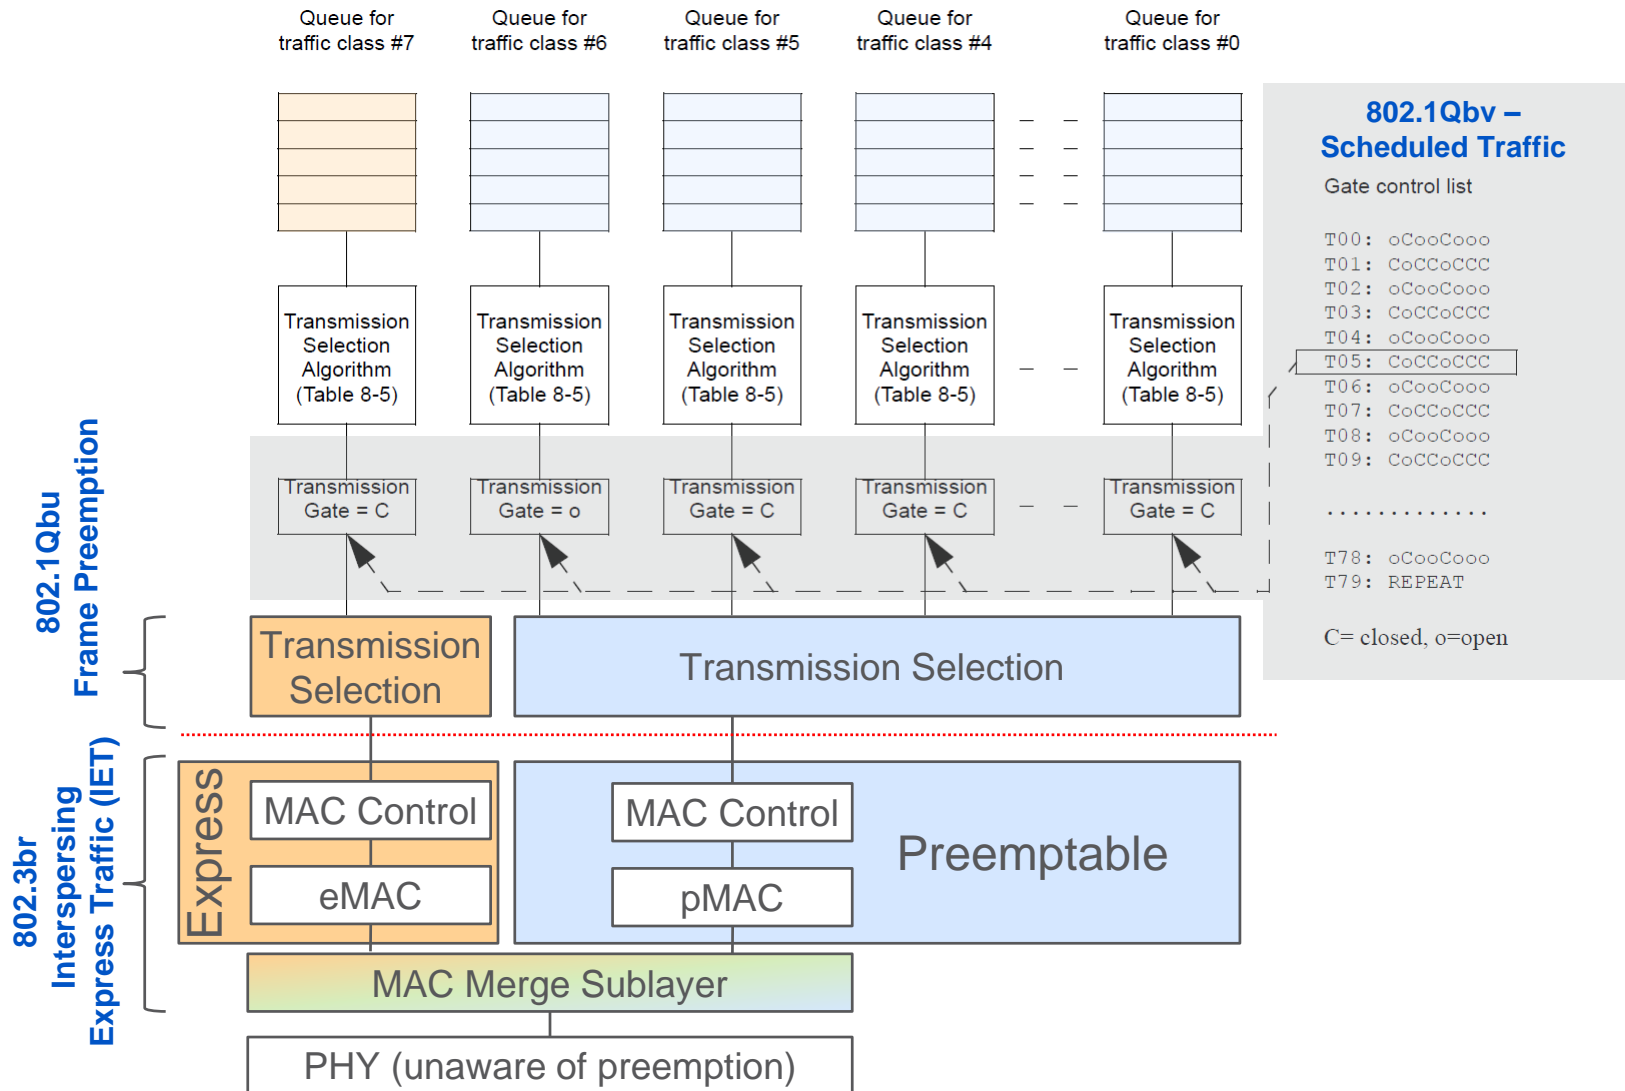 Queue for
traffic class #7
Queue for
traffic class #6
Queue for
traffic class #5
Queue for
traffic class #4
Queue for
traffic class #0
Transmission
Selection
Algorithm
(Table 8-5)
Transmission
Selection
Algorithm
(Table 8-5)
Transmission
Selection
Algorithm
(Table 8-5)
Transmission
Selection
Algorithm
(Table 8-5)
Transmission
Selection
Algorithm
(Table 8-5)
Transmission
Gate = C
Transmission
Gate = o
Transmission
Gate = C
Transmission
Gate = C
Transmission
Gate = C
802.1Qbv –
Scheduled Traffic
Gate control list
T00: oCooCooo
T01: CoCCoCCC
T02: oCooCooo
T03: CoCCoCCC
T04: oCooCooo
T05: CoCCoCCC
T06: oCooCooo
T07: CoCCoCCC
T08: oCooCooo
T09: CoCCoCCC
.............
T78: oCooCooo
T79: REPEAT
C= closed, o=open
802.1Qbu
Frame Preemption
Transmission
Selection
Transmission Selection
802.3br
Interspersing
Express Traffic (IET)
Express
MAC Control
eMAC
MAC Control
pMAC
Preemptable
MAC Merge Sublayer
PHY (unaware of preemption)